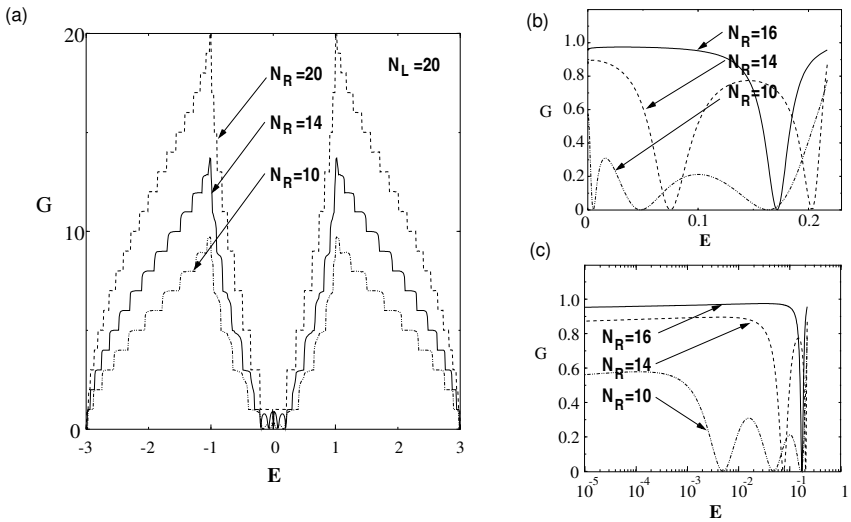 (a)
20
10
0
G
N_L=20
N_R=20
N_R=14
N_R=10
-3 -2 -1 0 1 2 3
E
(b)
1.0
0.8
0.6
0.4
0.2
0
G
N_R=16
N_R=14
N_R=10
0 0.1 0.2
E
(c)
1.0
0.8
0.6
0.4
0.2
0
G
N_R=16
N_R=14
N_R=10
10^-5 10^-4 10^-3 10^-2 10^-1 1
E